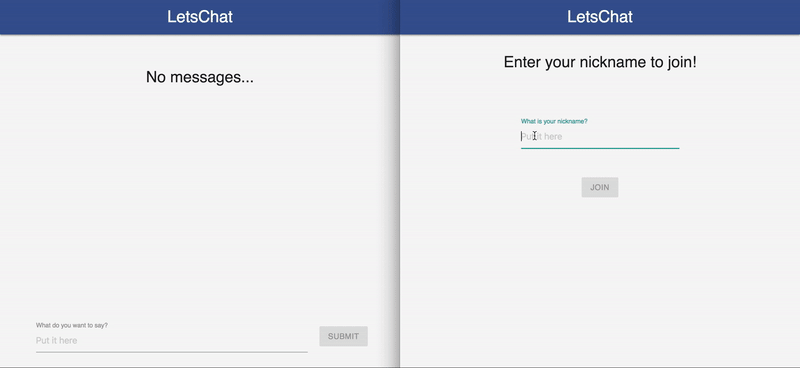 LetsChat
No messages...
What do you want to say?
Put it here
SUBMIT
LetsChat
Enter your nickname to join!
What is your nickname?
Put it here
JOIN